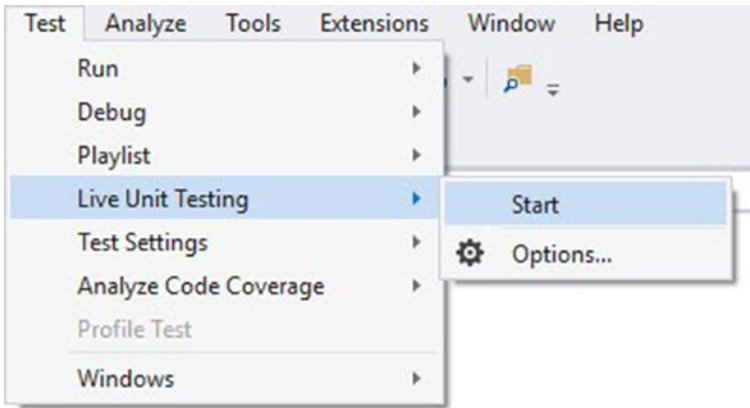 Test Analyze Tools Extensions Window Help
Run
Debug
Playlist
Live Unit Testing
Start
Test Settings
Options...
Analyze Code Coverage
Profile Test
Windows